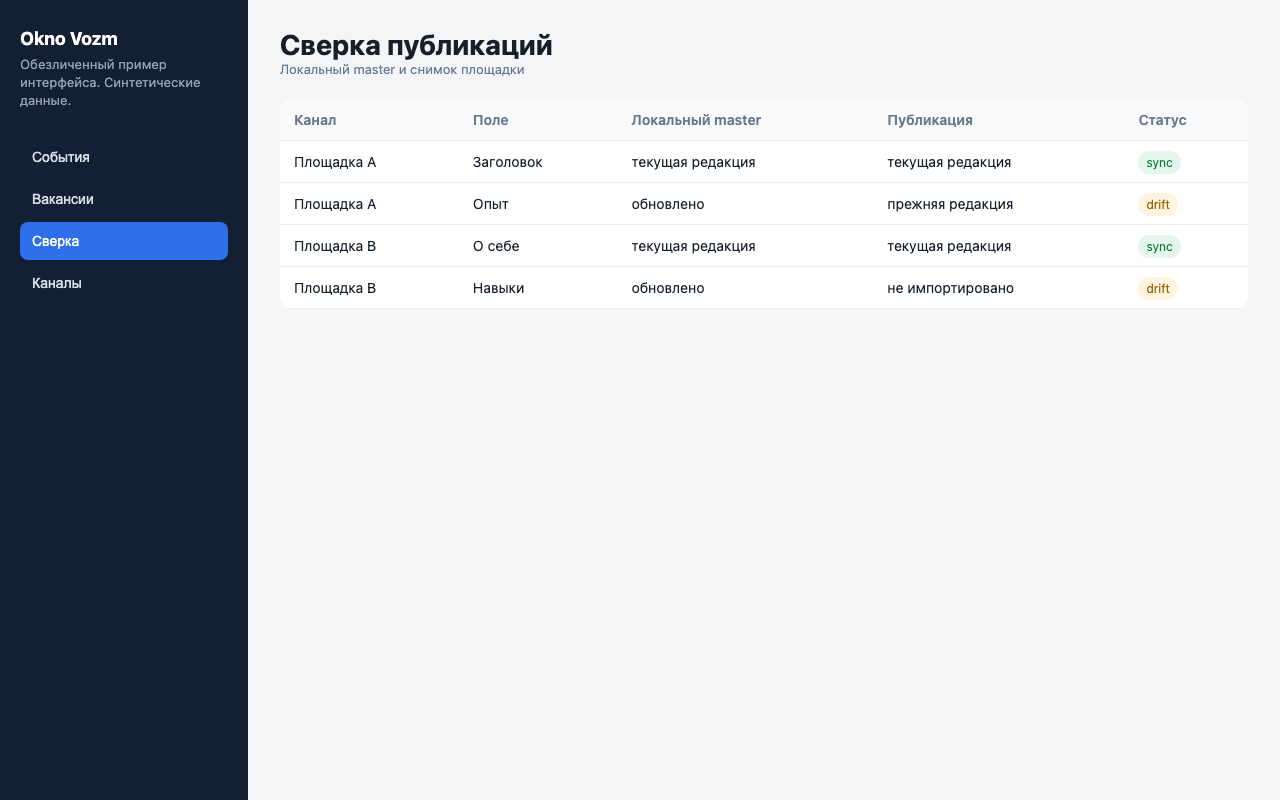 Okno Vozm
Обезличенный пример
интерфейса. Синтетические
данные.
События
Вакансии
Сверка
Каналы
Сверка публикаций
Локальный master и снимок площадки
Канал Поле Локальный master Публикация Статус
Площадка A Заголовок текущая редакция текущая редакция sync
Площадка A Опыт обновлено прежняя редакция drift
Площадка B О себе текущая редакция текущая редакция sync
Площадка B Навыки обновлено не импортировано drift